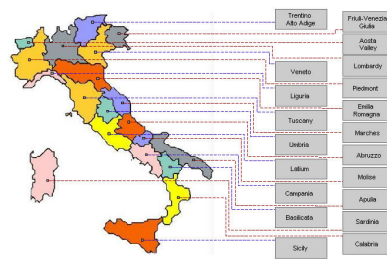 Trentino
Alto Adige
Friuli-Venezia
Giulia
Aosta
Valley
Lombardy
Veneto
Piedmont
Liguria
Emilia
Romagna
Tuscany
Marches
Umbria
Abruzzo
Latium
Molise
Campania
Apulia
Basilicata
Sardinia
Sicily
Calabria